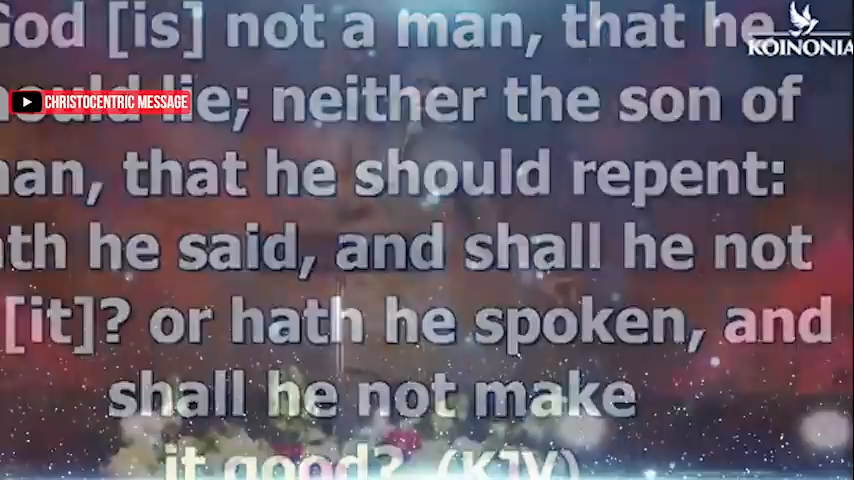 God [is] not a man, that he
KOINONIA
CHRISTOCENTRIC MESSAGE
should lie; neither the son of
man, that he should repent:
hath he said, and shall he not
[it]? or hath he spoken, and
shall he not make
it good? (KJV)